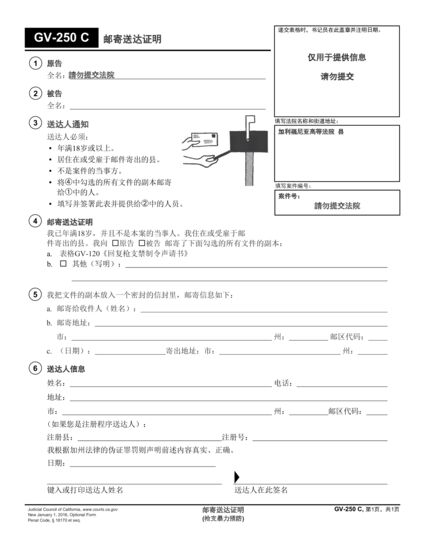 GV-250 C 邮寄送达证明
递交表格时，书记员在此盖章并注明日期。
仅用于提供信息
请勿提交
填写法院名称和街道地址：
加利福尼亚高等法院 县
填写案件编号：
案件号：
請勿提交法院
1 原告
全名：請勿提交法院
2 被告
全名：
3 送达人通知
送达人必须：
• 年满18岁或以上。
• 居住在或受雇于邮件寄出的县。
• 不是案件的当事方。
• 将④中勾选的所有文件的副本邮寄
给①中的人。
• 填写并签署此表并提供给②中的人员。
4 邮寄送达证明
我已年满18岁，并且不是本案的当事人。我住在或受雇于邮
件寄出的县。我向 ☐原告 ☐被告 邮寄了下面勾选的所有文件的副本：
a. 表格GV-120《回复枪支禁制令声请书》
b. ☐ 其他（写明）：
5 我把文件的副本放入一个密封的信封里，邮寄信息如下：
a. 邮寄给收件人（姓名）：
b. 邮寄地址：
市： 州： 邮区代码：
c. （日期）： 寄出地址：市： 州：
6 送达人信息
姓名： 电话：
地址：
市： 州： 邮区代码：
（如果您是注册程序送达人）：
注册县： 注册号：
我根据加州法律的伪证罪罚则声明前述内容真实、正确。
日期：
键入或打印送达人姓名 送达人在此签名
Judicial Council of California, www.courts.ca.gov
New January 1, 2016, Optional Form
Penal Code, § 18170 et seq.
邮寄送达证明
(枪支暴力预防)
GV-250 C, 第1页，共1页